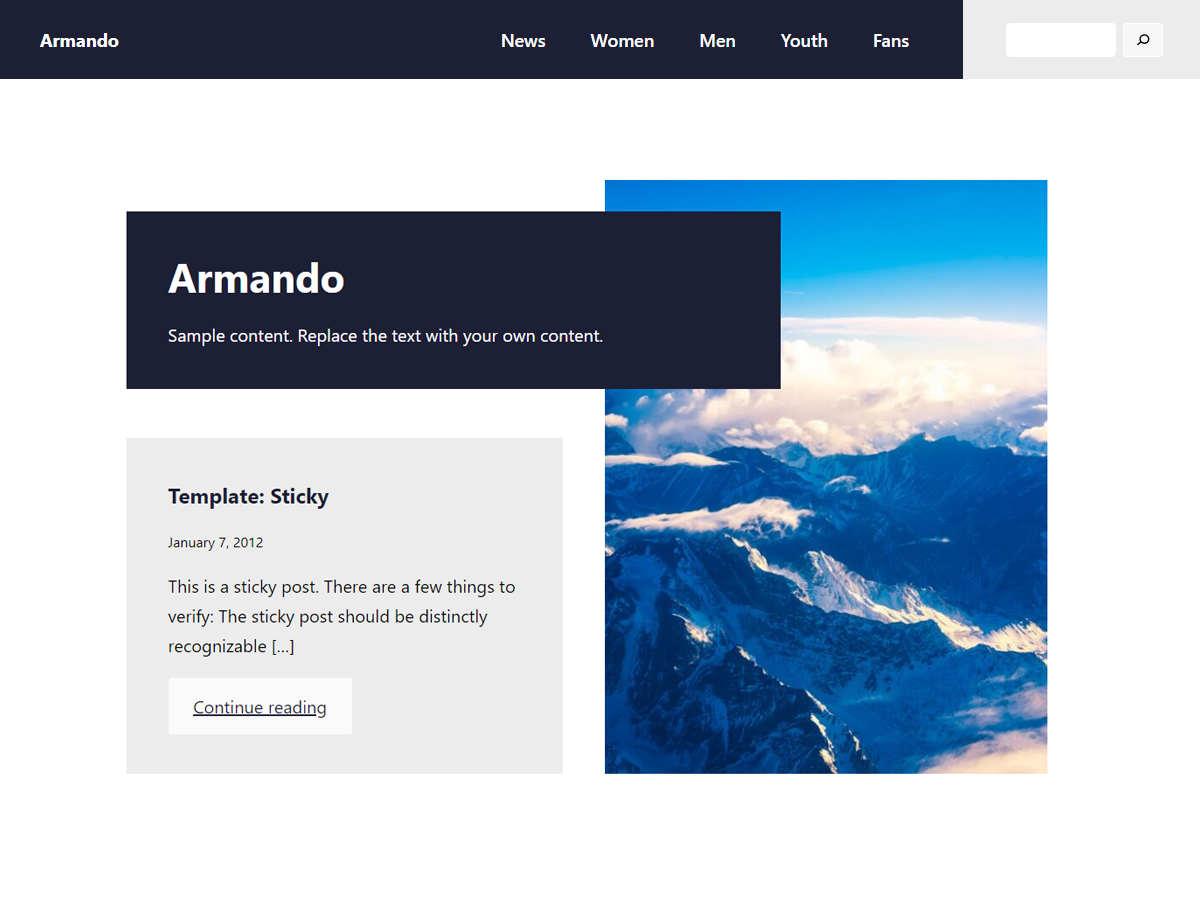 Armando
News Women Men Youth Fans
Armando
Sample content. Replace the text with your own content.
Template: Sticky
January 7, 2012
This is a sticky post. There are a few things to
verify: The sticky post should be distinctly
recognizable […]
Continue reading